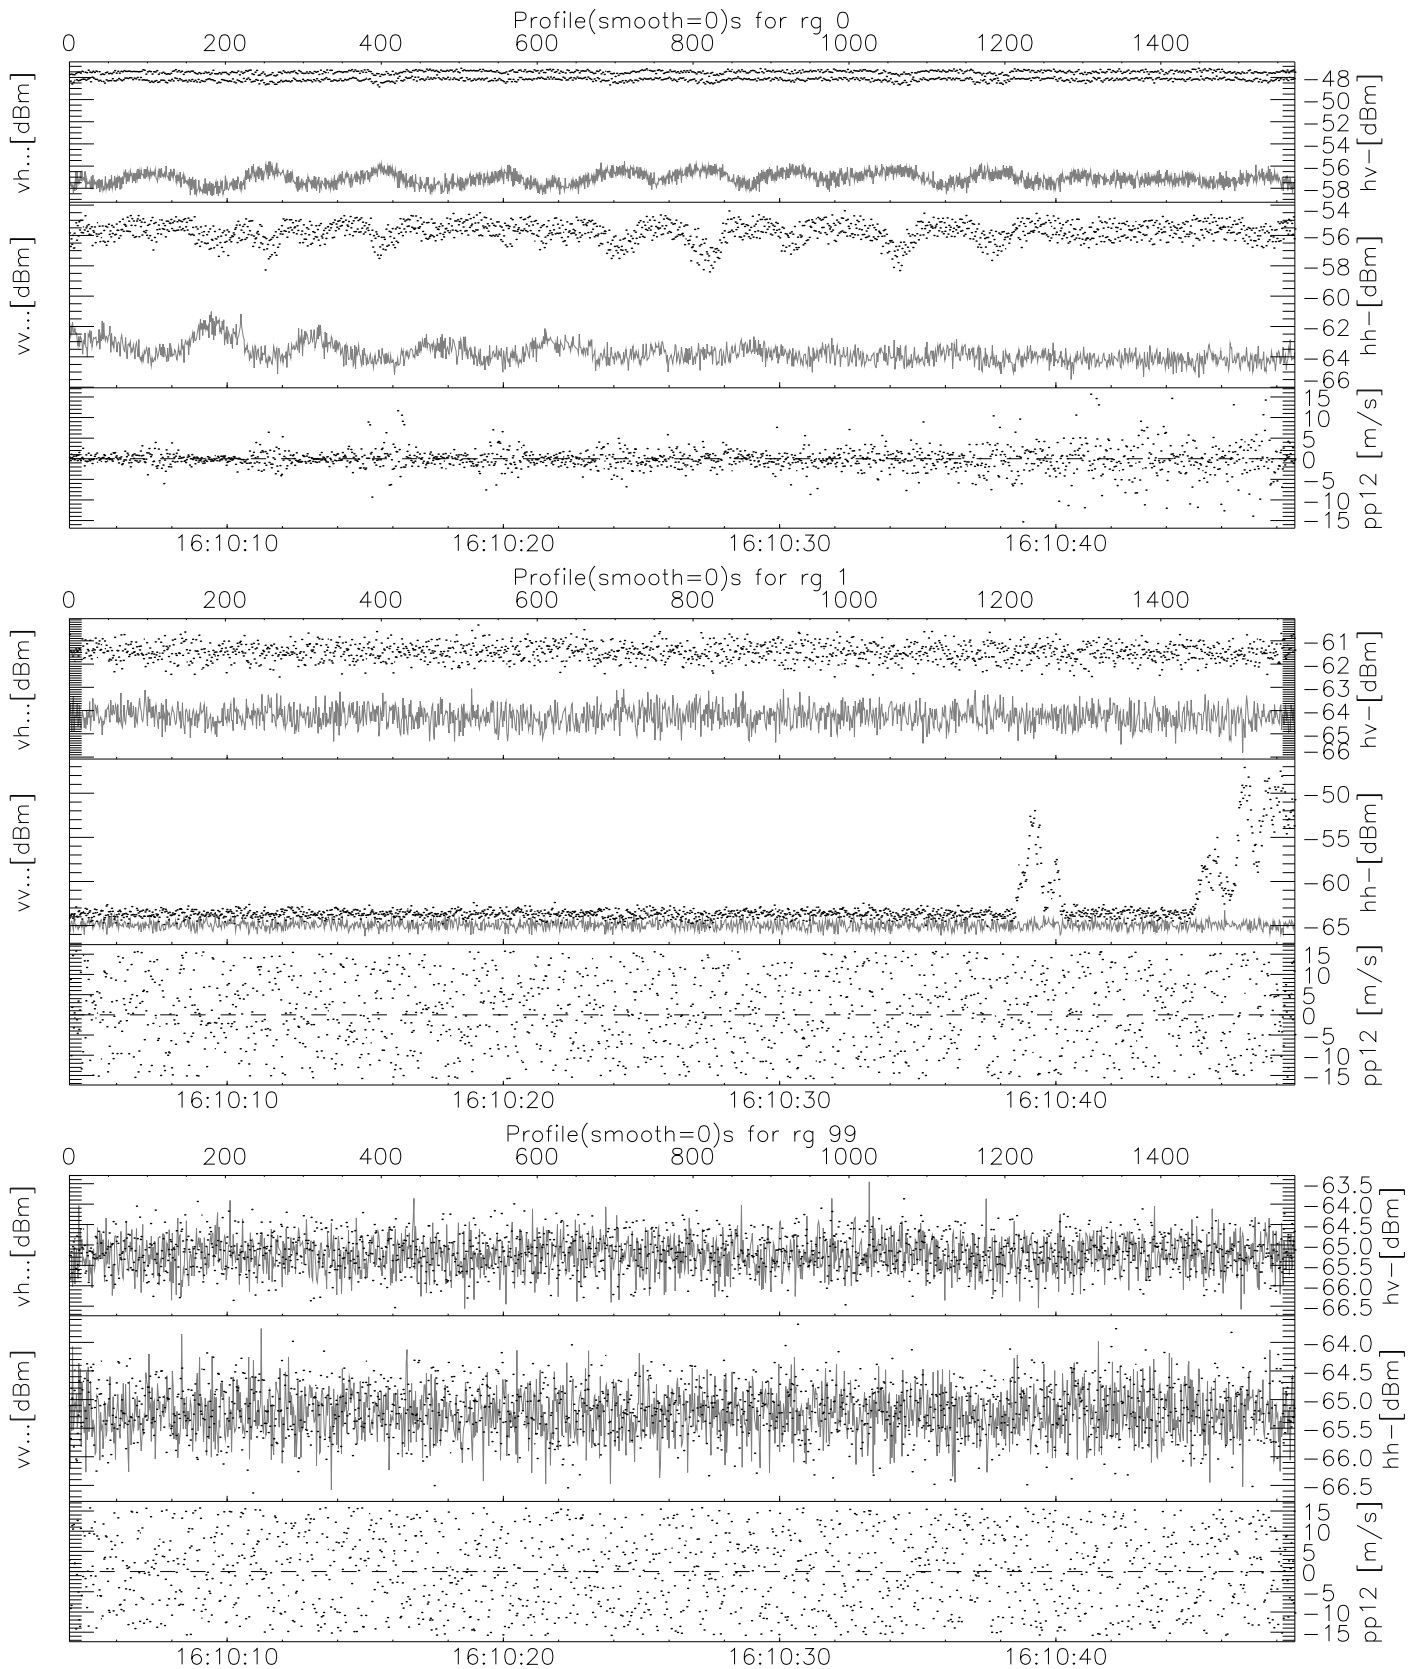 Profile(smooth=0)s for rg 0
0 200 400 600 800 1000 1200 1400
vh...[dBm]
-48
-50
-52
-54
-56
-58
hv-[dBm]
vv...[dBm]
-54
-56
-58
-60
-62
-64
-66
hh-[dBm]
15
10
5
0
-5
-10
-15
pp12 [m/s]
16:10:10 16:10:20 16:10:30 16:10:40
Profile(smooth=0)s for rg 1
0 200 400 600 800 1000 1200 1400
vh...[dBm]
-61
-62
-63
-64
-65
-66
hv-[dBm]
vv...[dBm]
-50
-55
-60
-65
hh-[dBm]
15
10
5
0
-5
-10
-15
pp12 [m/s]
16:10:10 16:10:20 16:10:30 16:10:40
Profile(smooth=0)s for rg 99
0 200 400 600 800 1000 1200 1400
vh...[dBm]
-63.5
-64.0
-64.5
-65.0
-65.5
-66.0
-66.5
hv-[dBm]
vv...[dBm]
-64.0
-64.5
-65.0
-65.5
-66.0
-66.5
hh-[dBm]
15
10
5
0
-5
-10
-15
pp12 [m/s]
16:10:10 16:10:20 16:10:30 16:10:40